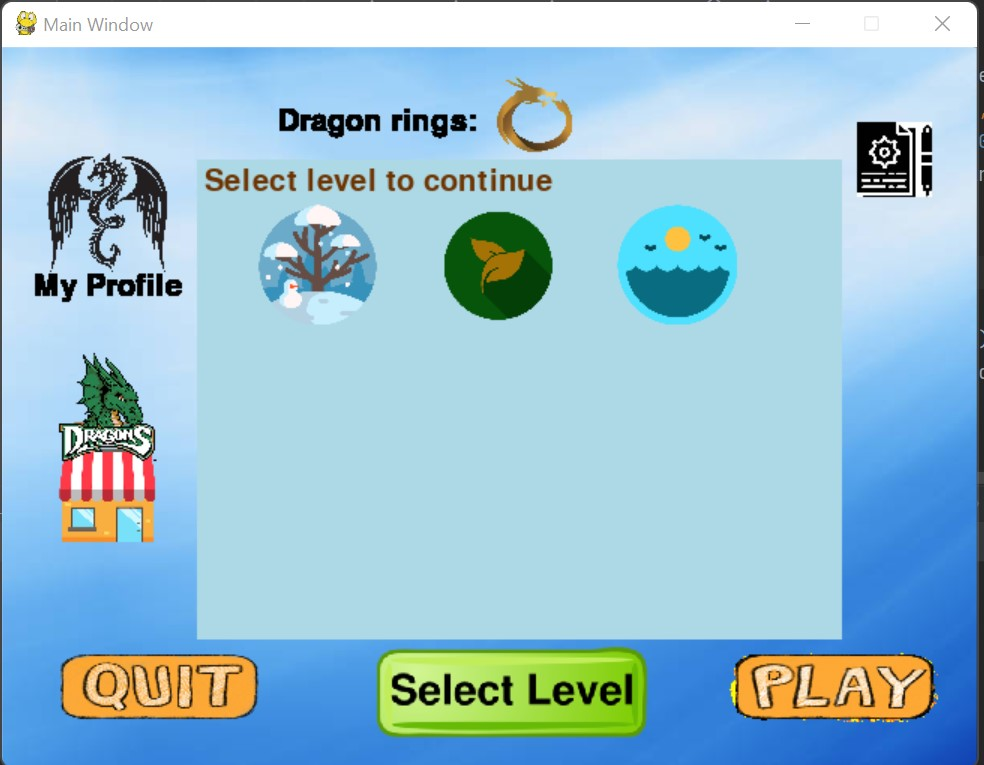 Main Window
Dragon rings:
Select level to continue
My Profile
DRAGONS
QUIT
Select Level
PLAY